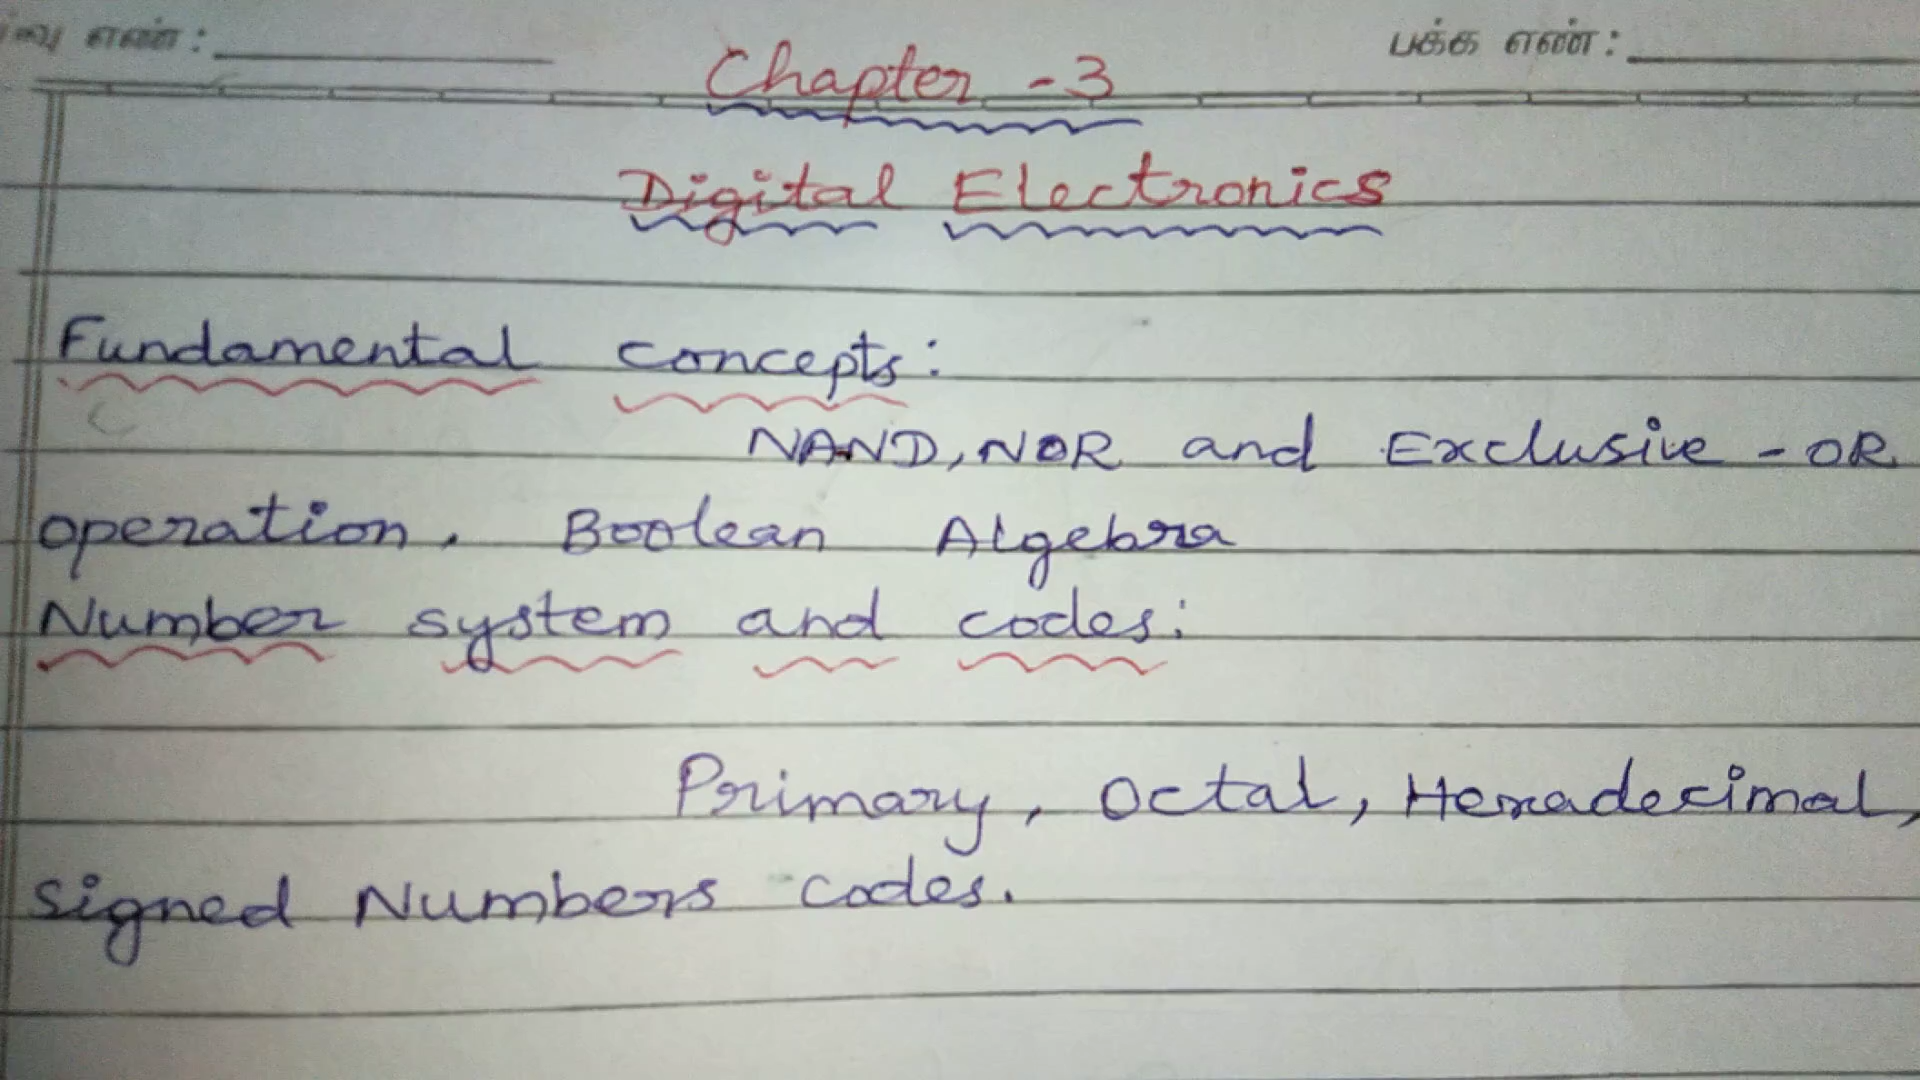 எண் : பக்க எண் :
Chapter - 3
Digital Electronics
Fundamental concepts :
NAND, NOR and Exclusive - OR
operation. Boolean Algebra
Number system and codes :
Primary, Octal, Hexadecimal,
signed Numbers codes.